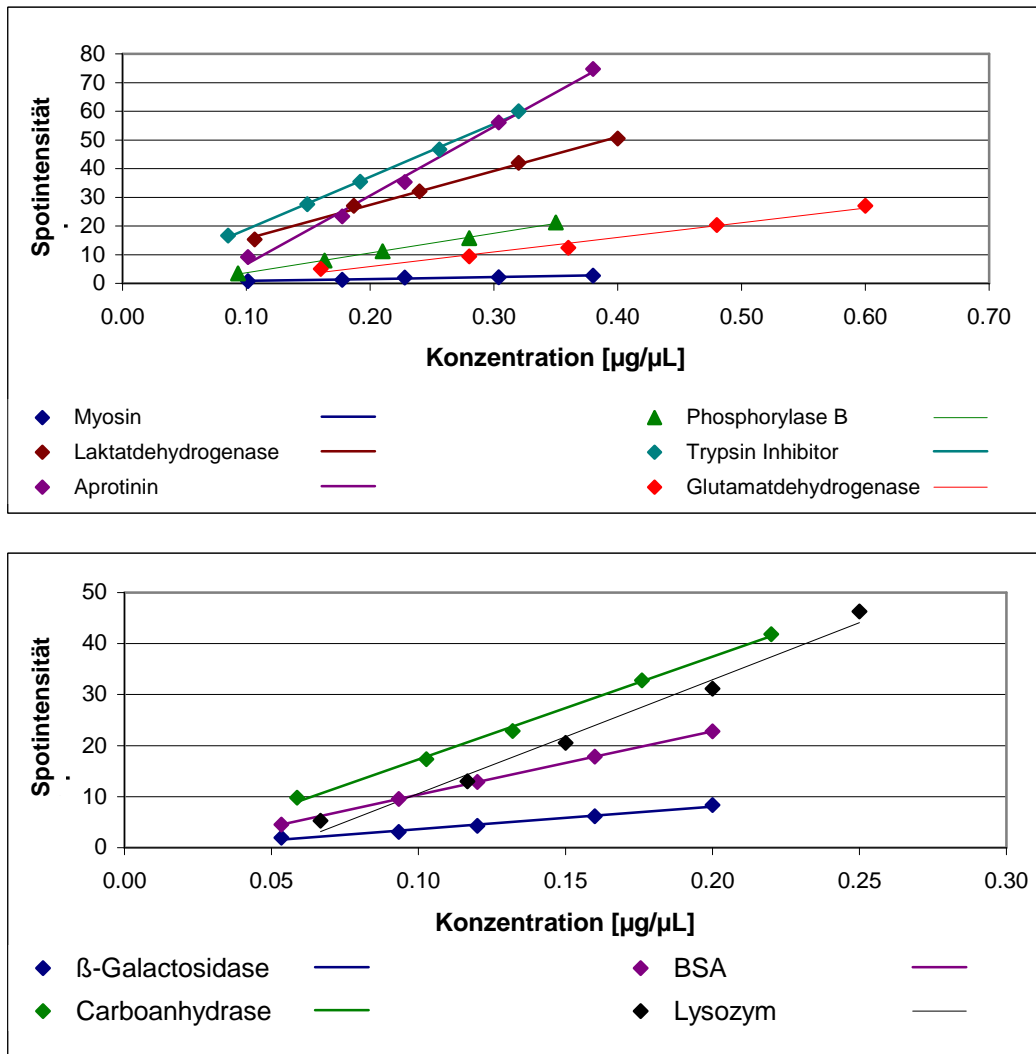 80
70
60
50
40
30
20
10
0
Spotintensität
0.00 0.10 0.20 0.30 0.40 0.50 0.60 0.70
Konzentration [µg/µL]
Myosin Phosphorylase B
Laktatdehydrogenase Trypsin Inhibitor
Aprotinin Glutamatdehydrogenase
50
40
30
20
10
0
Spotintensität
0.00 0.05 0.10 0.15 0.20 0.25 0.30
Konzentration [µg/µL]
ß-Galactosidase BSA
Carboanhydrase Lysozym